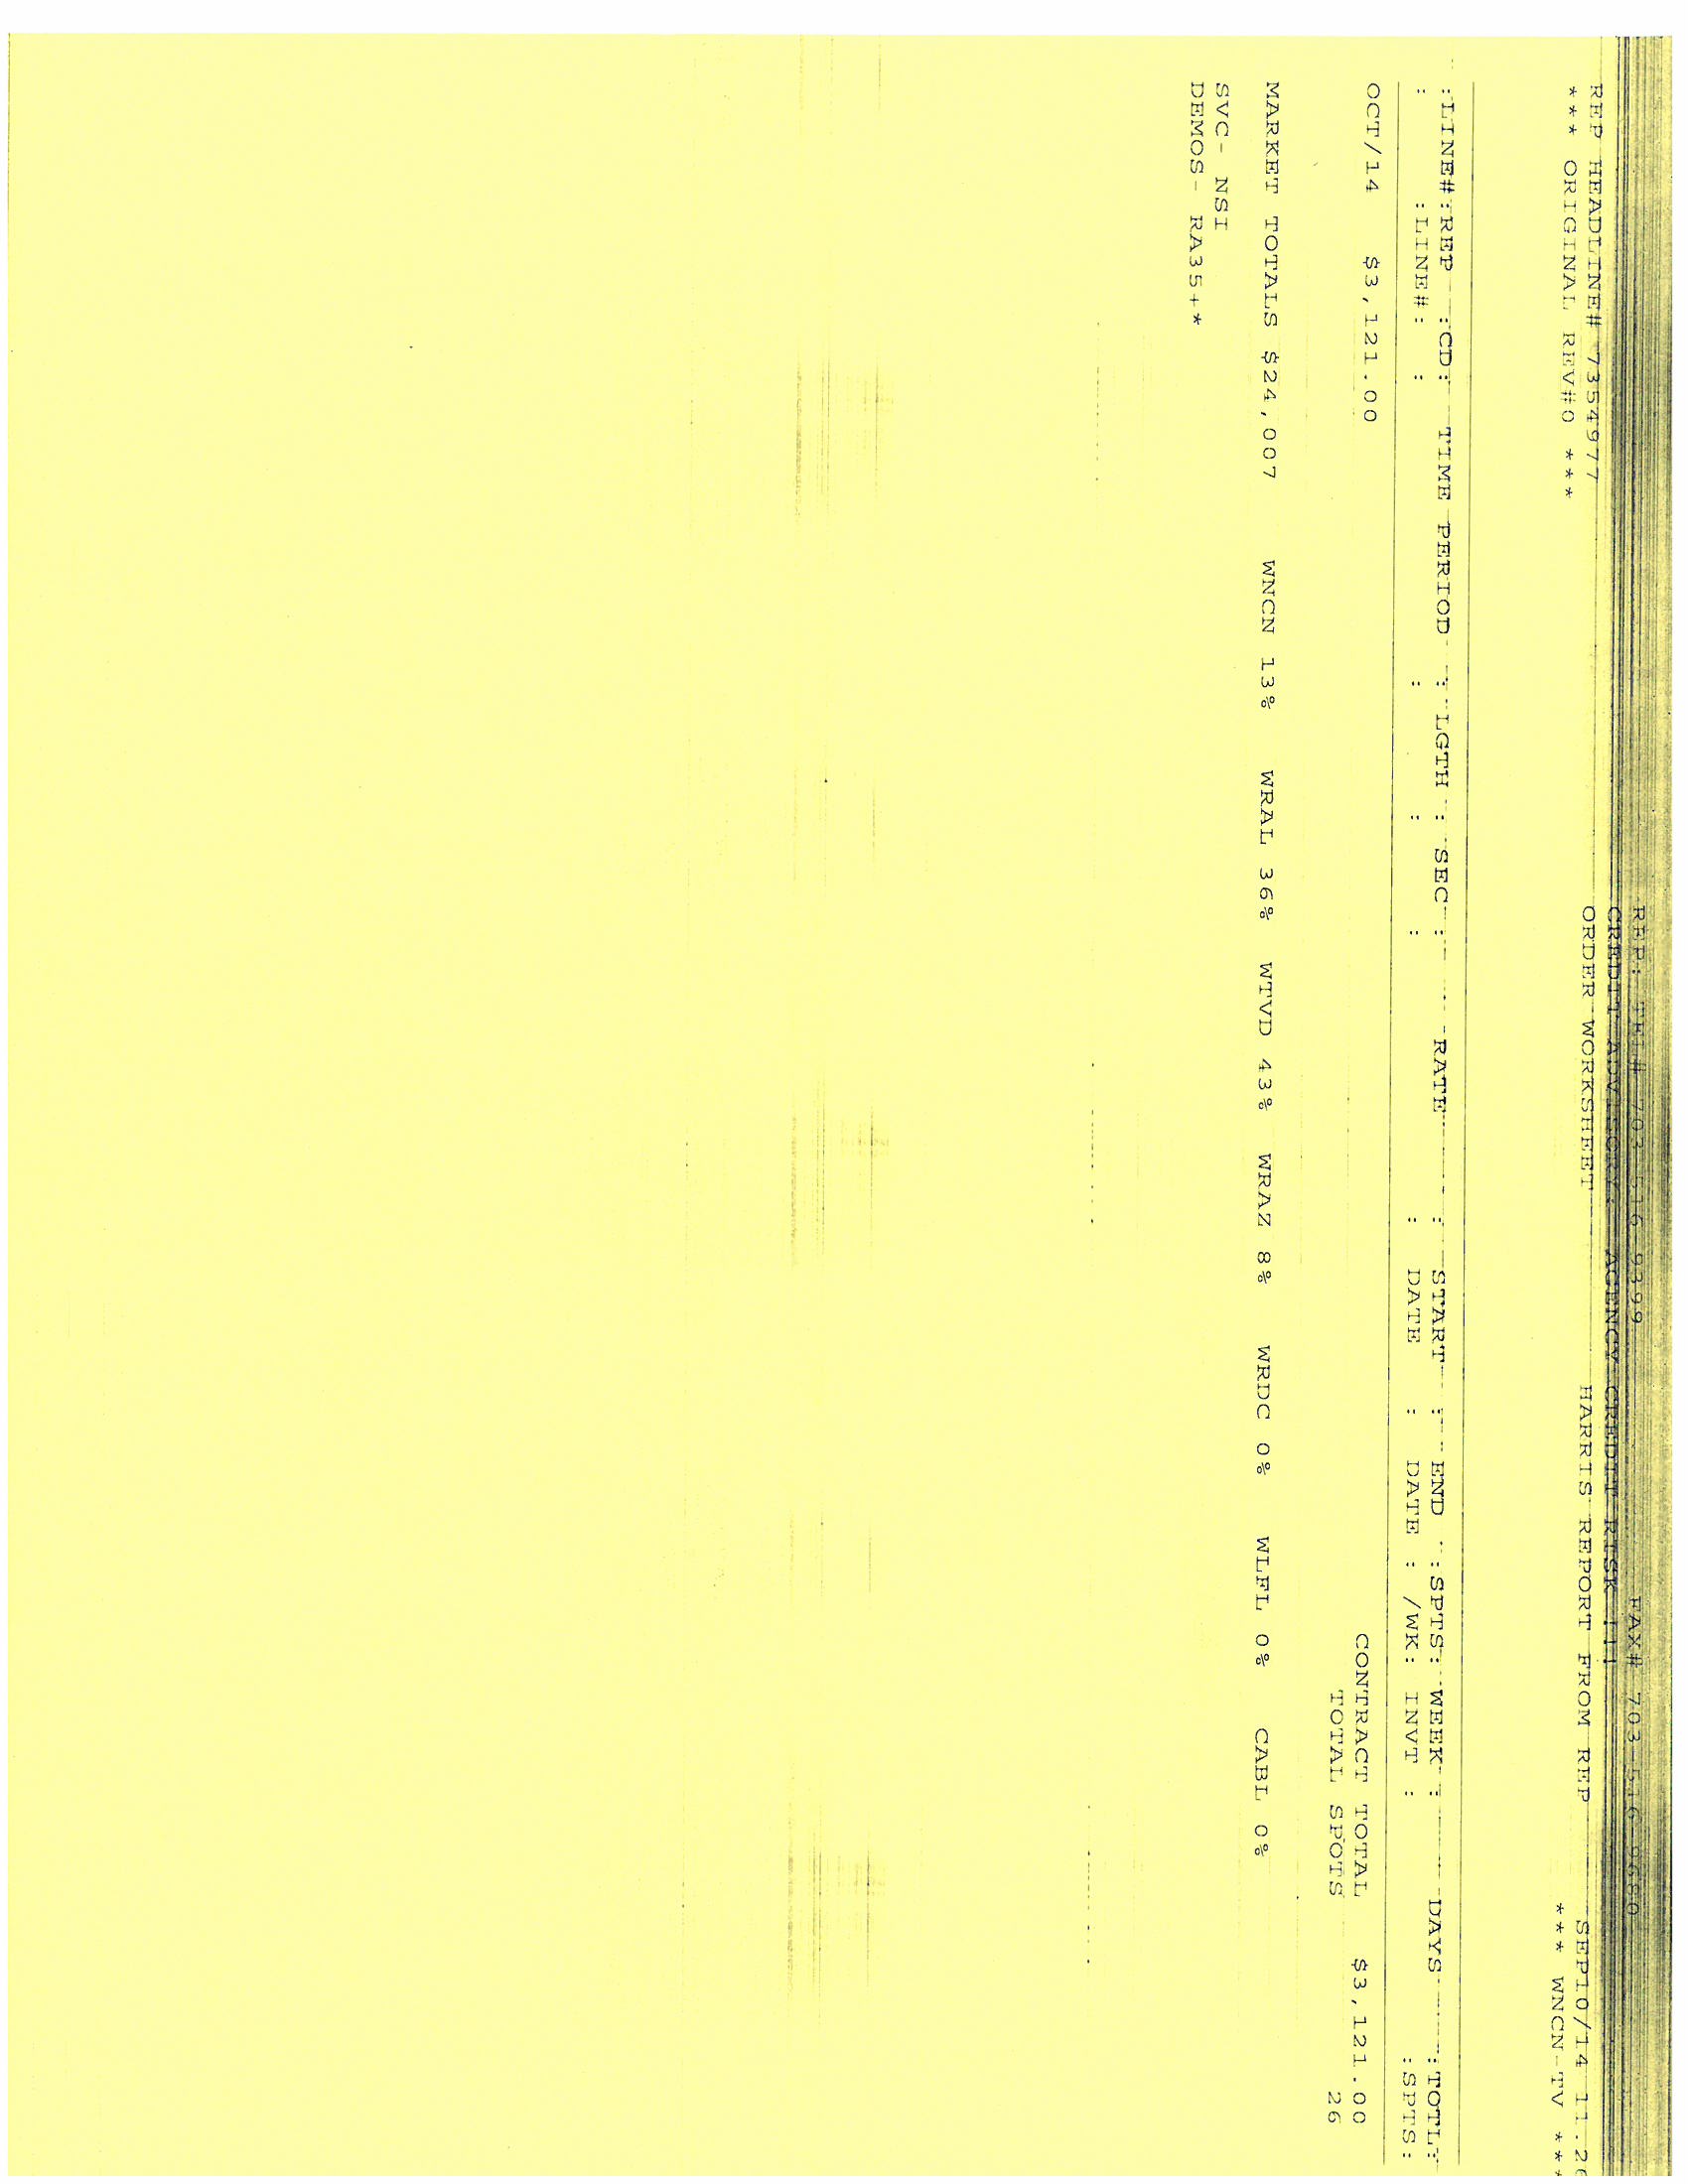 REP: TEL# 703-516-9399 FAX# 703-516-9680
CREDIT ADVISORY: AGENCY CREDIT RISK !!!
REP HEADLINE# 7354977 ORDER WORKSHEET HARRIS REPORT FROM REP SEP10/14 11.26
*** ORIGINAL REV#0 *** *** WNCN-TV ***
:LINE#:REP :CD: TIME PERIOD : LGTH : SEC : RATE : START : END :SPTS: WEEK : DAYS :TOTL:
: :LINE#: : : : : : DATE : DATE : /WK: INVT : :SPTS:
OCT/14 $3,121.00 CONTRACT TOTAL $3,121.00
TOTAL SPOTS 26
MARKET TOTALS $24,007 WNCN 13% WRAL 36% WTVD 43% WRAZ 8% WRDC 0% WLFL 0% CABL 0%
SVC- NSI
DEMOS- RA35+*